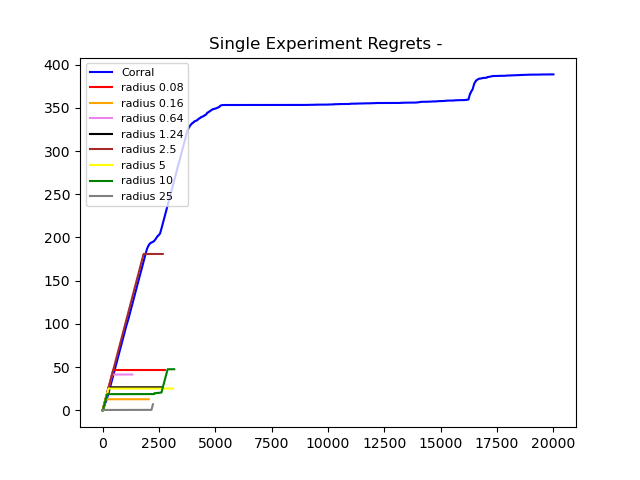 Single Experiment Regrets -
400
350
300
250
200
150
100
50
0
Corral
radius 0.08
radius 0.16
radius 0.64
radius 1.24
radius 2.5
radius 5
radius 10
radius 25
0 2500 5000 7500 10000 12500 15000 17500 20000